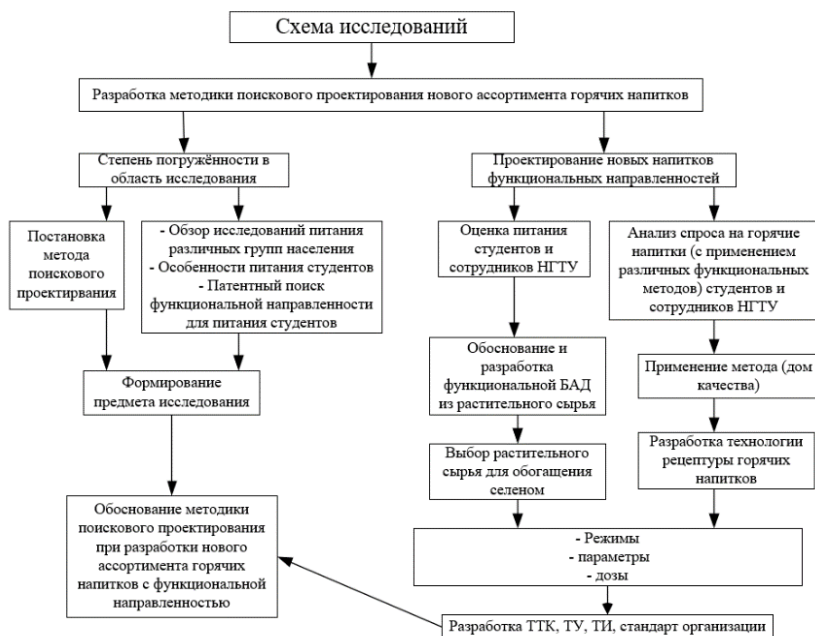 Схема исследований
Разработка методики поискового проектирования нового ассортимента горячих напитков
Степень погружённости в
область исследования
Проектирование новых напитков
функциональных направленностей
Постановка
метода
поискового
проектирвания
- Обзор исследований питания
различных групп населения
- Особенности питания студентов
- Патентный поиск
функциональной направленности
для питания студентов
Оценка питания
студентов и
сотрудников НГТУ
Анализ спроса на горячие
напитки (с применением
различных функциональных
методов) студентов и
сотрудников НГТУ
Формирование
предмета исследования
Обоснование и
разработка
функциональной БАД
из растительного сырья
Применение метода (дом
качества)
Выбор растительного
сырья для обогащения
селеном
Разработка технологии
рецептуры горячих
напитков
Обоснование методики
поискового проектирования
при разработки нового
ассортимента горячих
напитков с функциональной
направленностью
- Режимы
- параметры
- дозы
Разработка ТТК, ТУ, ТИ, стандарт организации